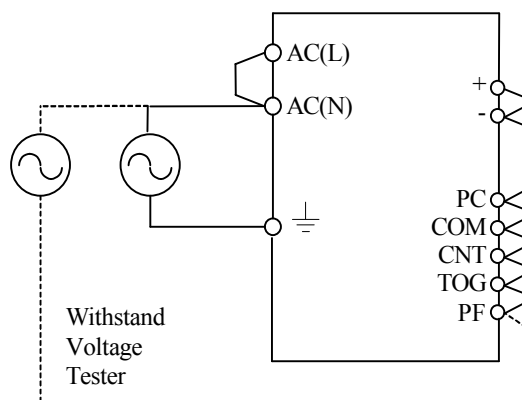 AC(L)
AC(N)
+
-
PC
COM
CNT
TOG
PF
Withstand
Voltage
Tester